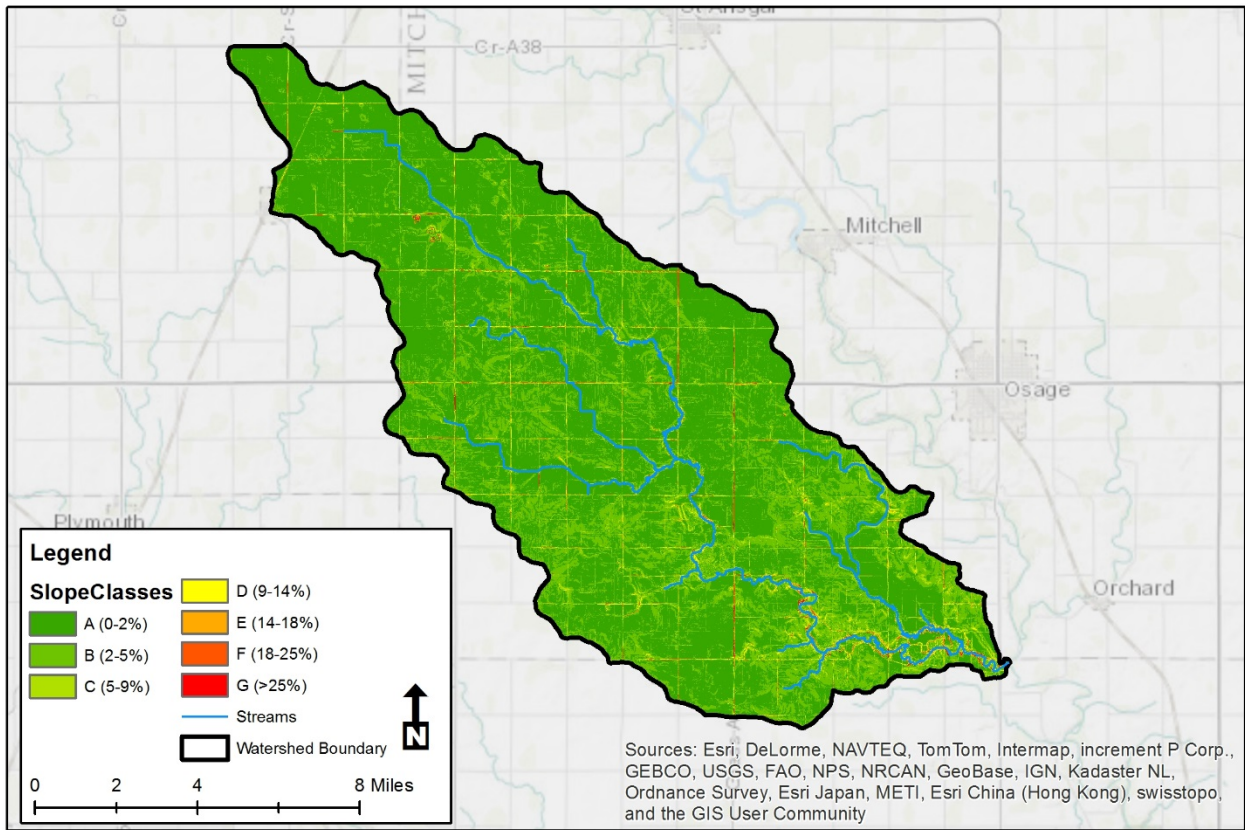 St Ansgar
Cr-A38
MITCH
Mitchell
Osage
Plymouth
Orchard
Legend
SlopeClasses
A (0-2%)
B (2-5%)
C (5-9%)
D (9-14%)
E (14-18%)
F (18-25%)
G (>25%)
Streams
Watershed Boundary
N
0 2 4 8 Miles
Sources: Esri, DeLorme, NAVTEQ, TomTom, Intermap, increment P Corp.,
GEBCO, USGS, FAO, NPS, NRCAN, GeoBase, IGN, Kadaster NL,
Ordnance Survey, Esri Japan, METI, Esri China (Hong Kong), swisstopo,
and the GIS User Community